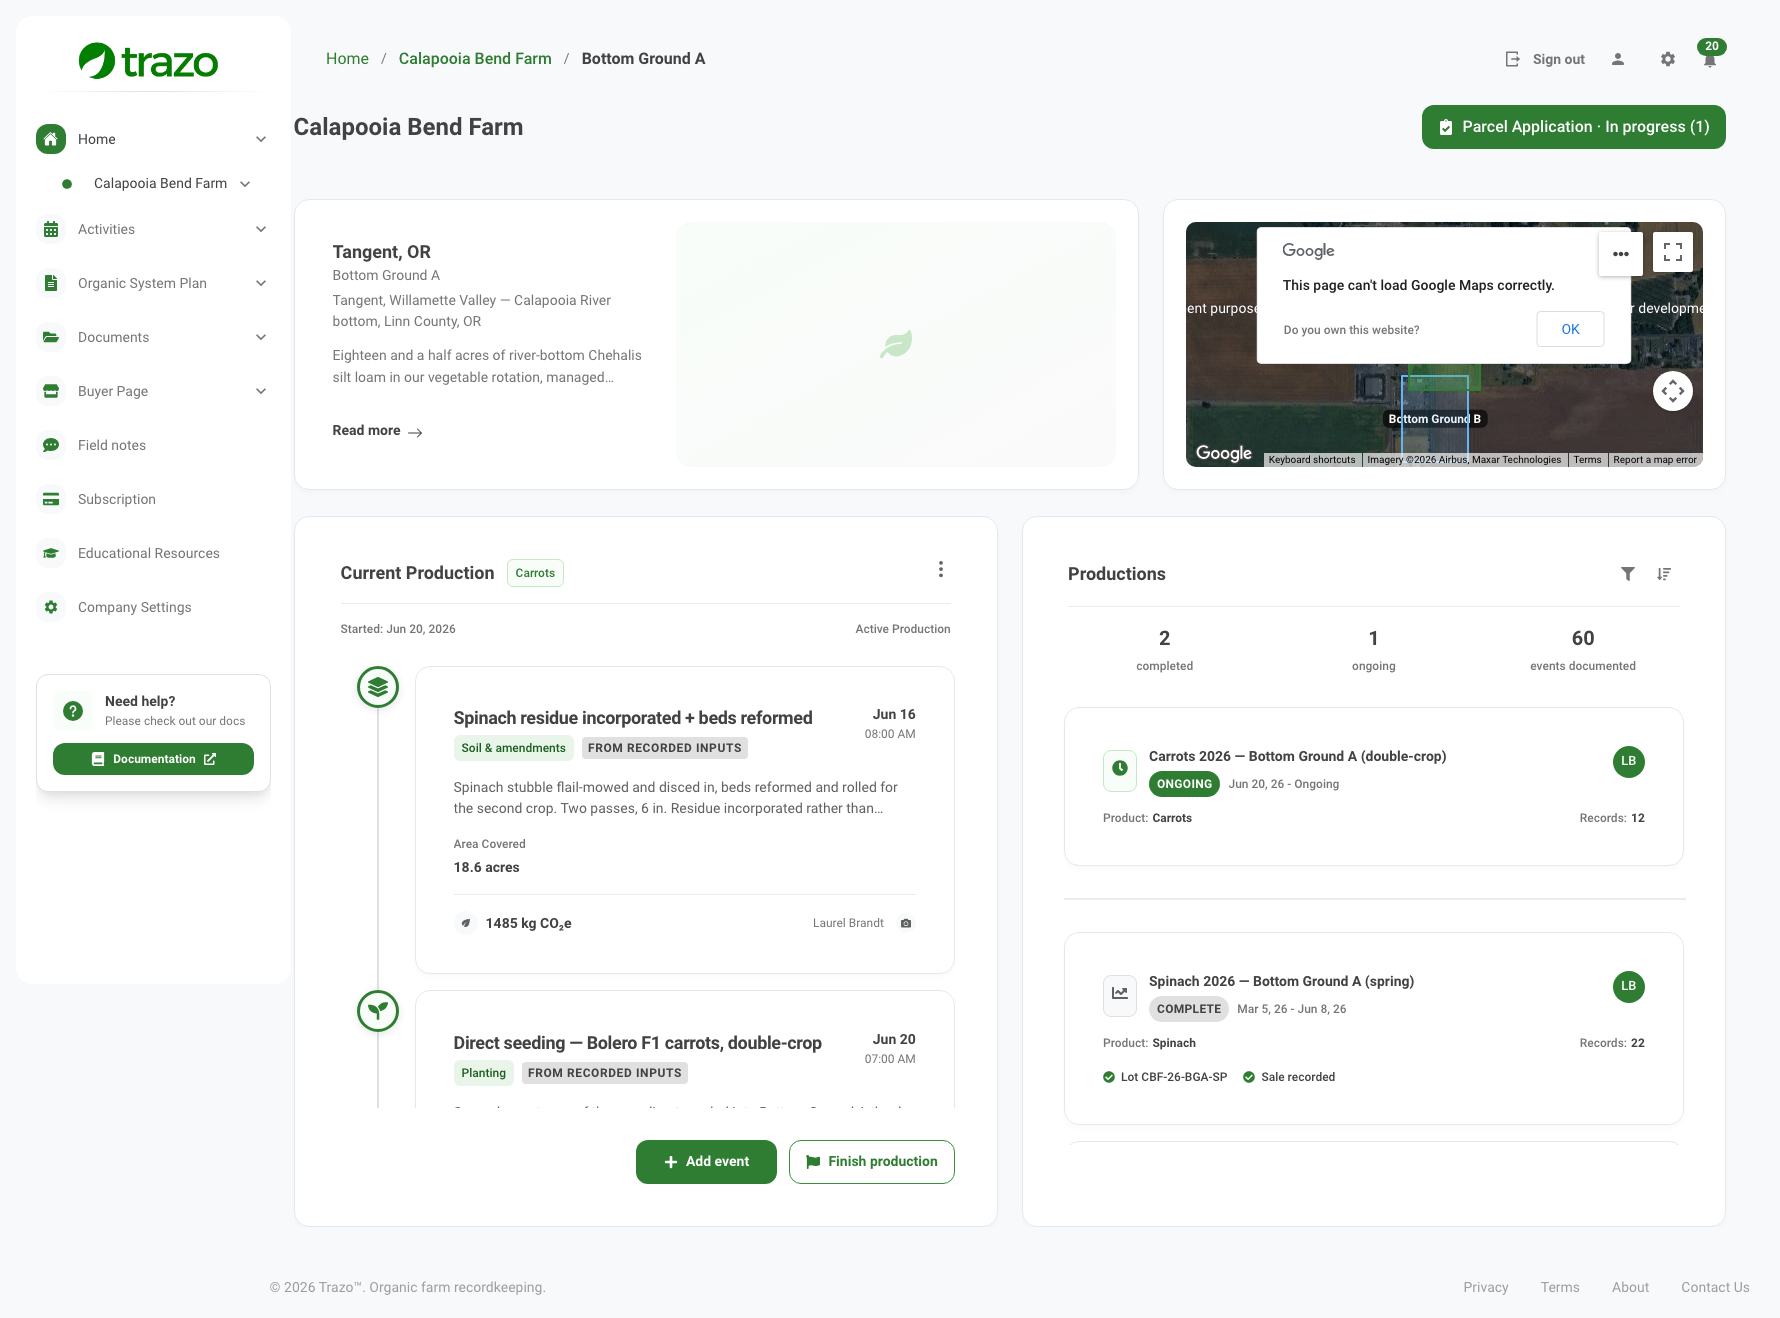 trazo
Home / Calapooia Bend Farm / Bottom Ground A
Sign out
20
Home
Calapooia Bend Farm
Activities
Organic System Plan
Documents
Buyer Page
Field notes
Subscription
Educational Resources
Company Settings
Need help?
Please check out our docs
Documentation
Calapooia Bend Farm
Parcel Application · In progress (1)
Tangent, OR
Bottom Ground A
Tangent, Willamette Valley — Calapooia River
bottom, Linn County, OR
Eighteen and a half acres of river-bottom Chehalis
silt loam in our vegetable rotation, managed...
Read more
Google
This page can't load Google Maps correctly.
Do you own this website?
OK
ent purpose
r developme
Bottom Ground B
Google
Keyboard shortcuts
Imagery ©2026 Airbus, Maxar Technologies
Terms
Report a map error
Current Production
Carrots
Started: Jun 20, 2026
Active Production
Spinach residue incorporated + beds reformed
Jun 16
08:00 AM
Soil & amendments
FROM RECORDED INPUTS
Spinach stubble flail-mowed and disced in, beds reformed and rolled for
the second crop. Two passes, 6 in. Residue incorporated rather than...
Area Covered
18.6 acres
1485 kg CO₂e
Laurel Brandt
Direct seeding — Bolero F1 carrots, double-crop
Jun 20
07:00 AM
Planting
FROM RECORDED INPUTS
Add event
Finish production
Productions
2
completed
1
ongoing
60
events documented
Carrots 2026 — Bottom Ground A (double-crop)
LB
ONGOING
Jun 20, 26 - Ongoing
Product: Carrots
Records: 12
Spinach 2026 — Bottom Ground A (spring)
LB
COMPLETE
Mar 5, 26 - Jun 8, 26
Product: Spinach
Records: 22
Lot CBF-26-BGA-SP
Sale recorded
© 2026 Trazo™. Organic farm recordkeeping.
Privacy
Terms
About
Contact Us